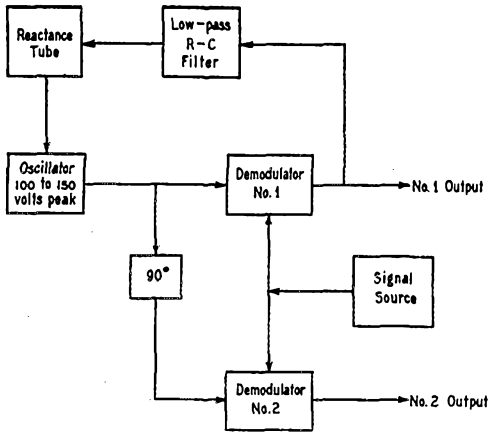 Reactance
Tube
Low-pass
R-C
Filter
Oscillator
100 to 150
volts peak
Demodulator
No.1
No.1 Output
90°
Signal
Source
Demodulator
No.2
No.2 Output